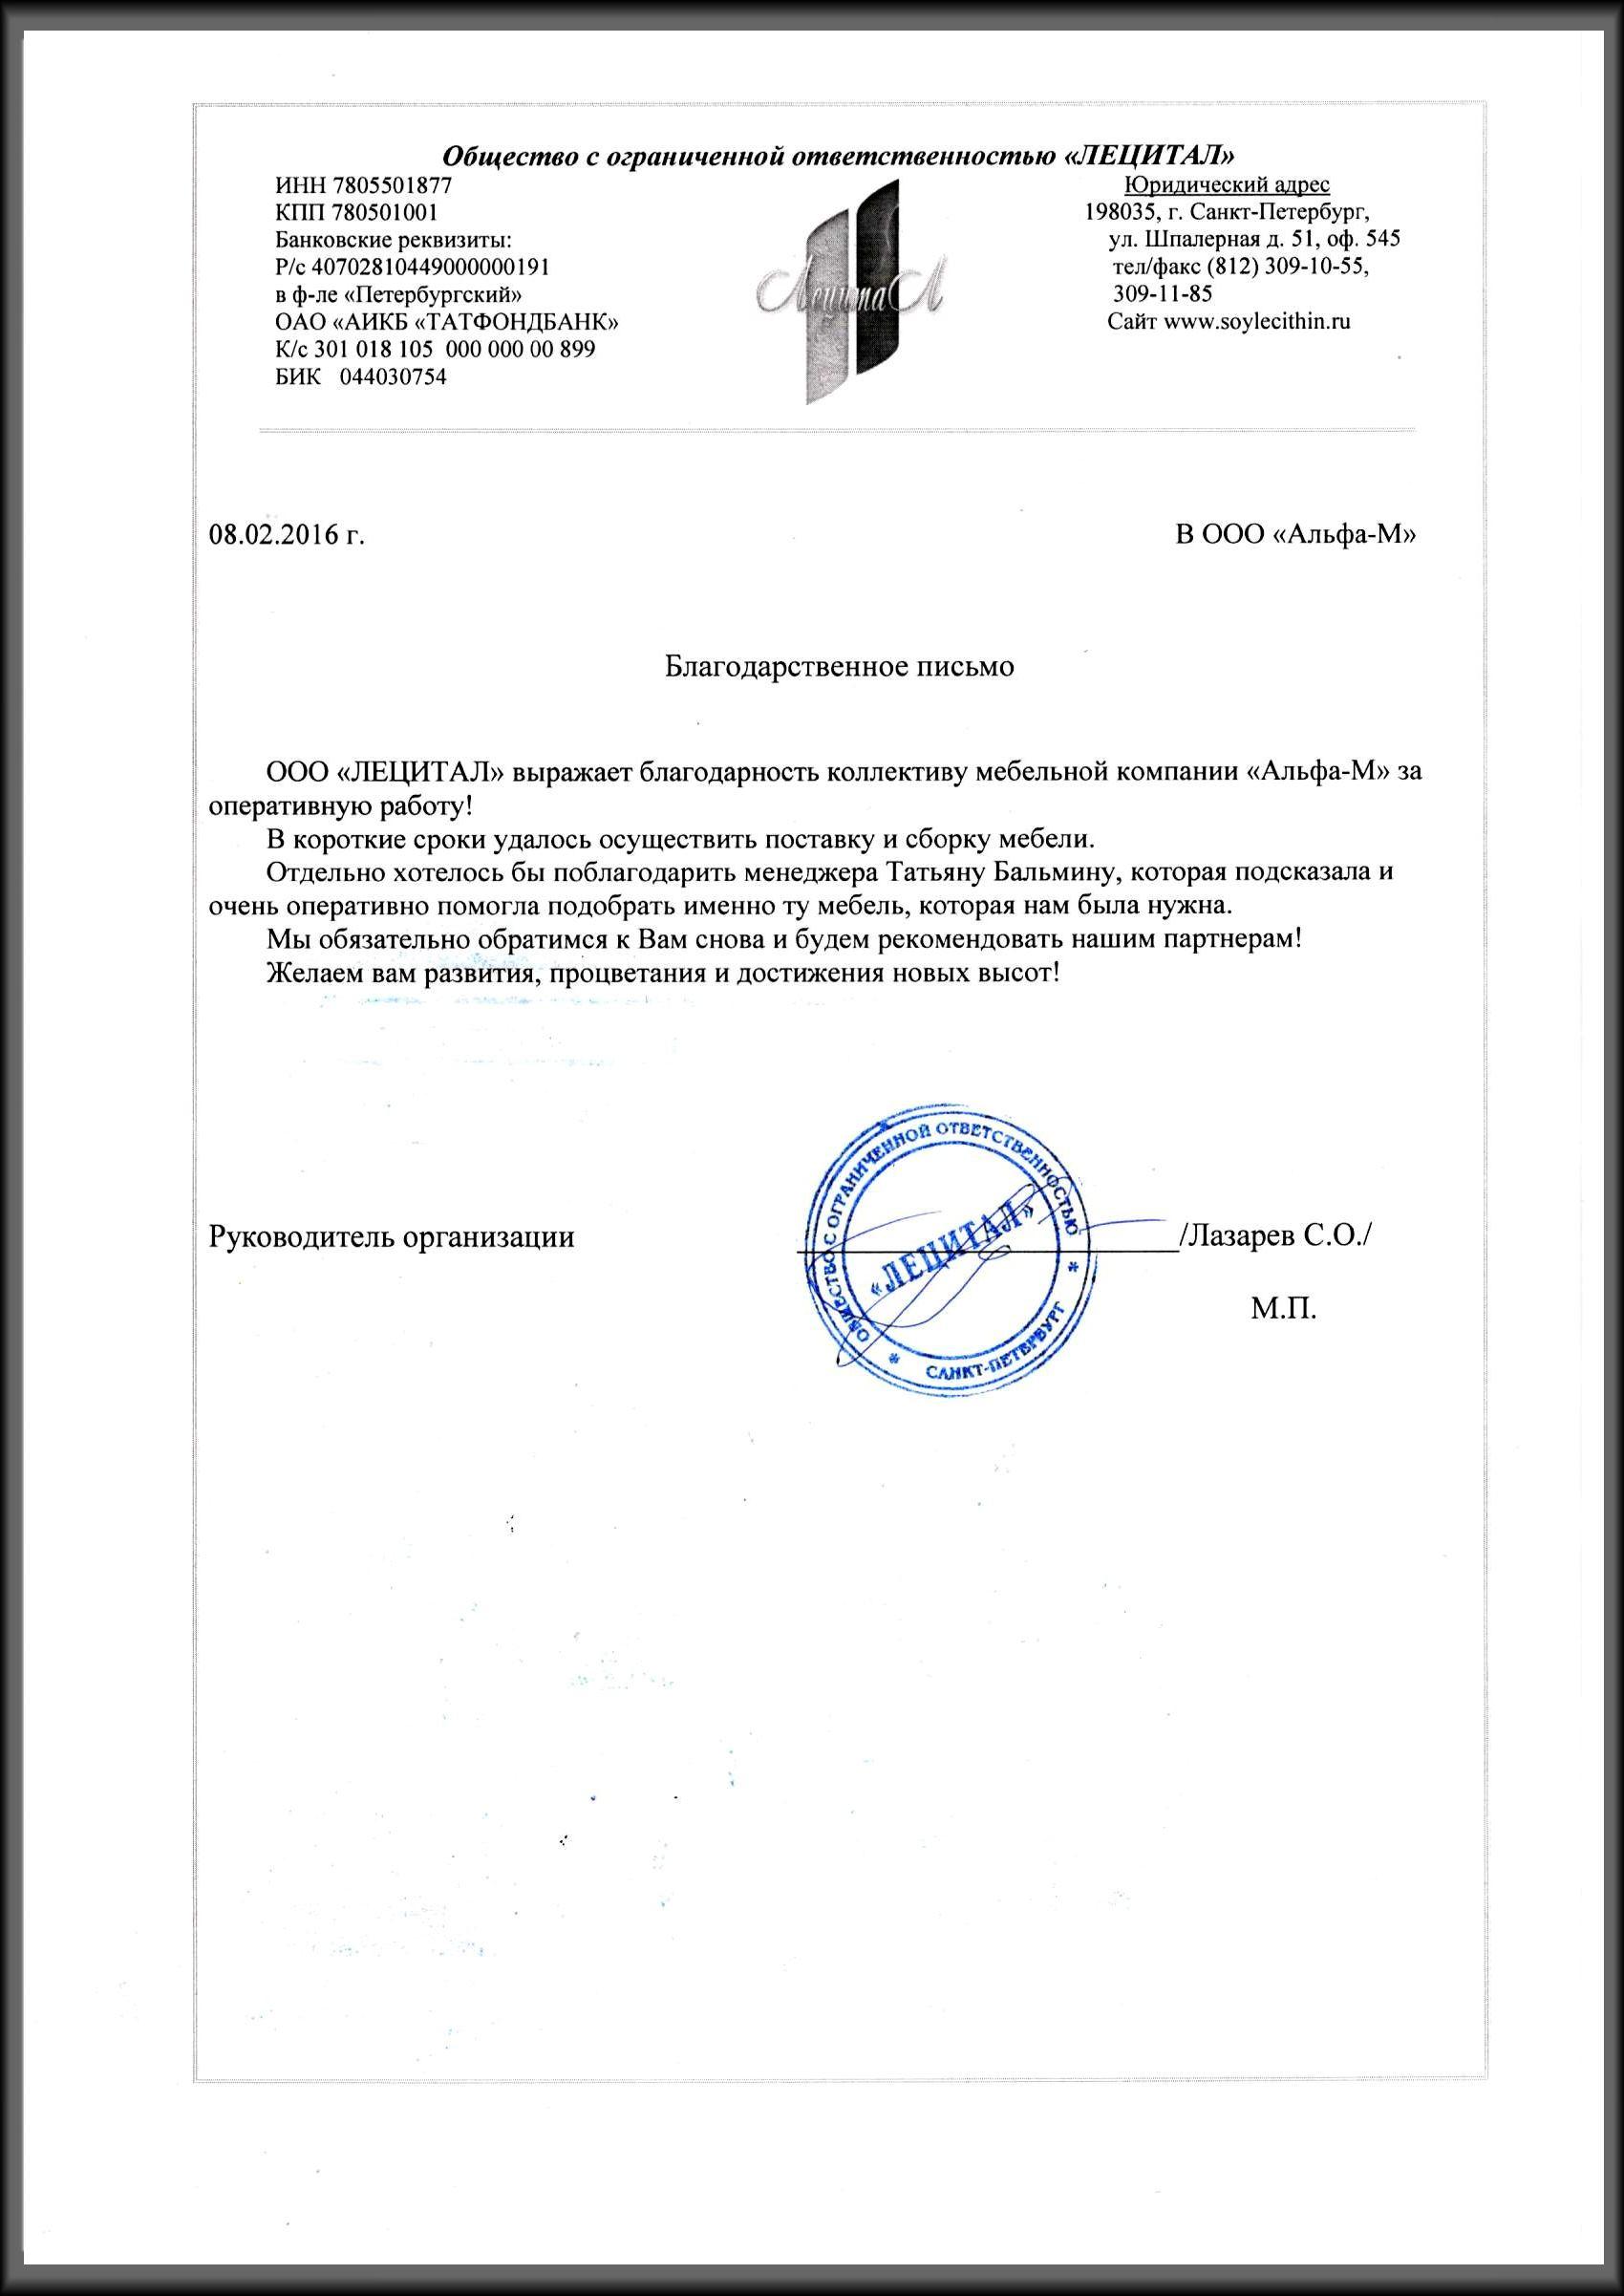 Общество с ограниченной ответственностью «ЛЕЦИТАЛ»
ИНН 7805501877
КПП 780501001
Банковские реквизиты:
Р/с 40702810449000000191
в ф-ле «Петербургский»
ОАО «АИКБ «ТАТФОНДБАНК»
К/с 301 018 105 000 000 00 899
БИК 044030754
ЛецитаЛ
Юридический адрес
198035, г. Санкт-Петербург,
ул. Шпалерная д. 51, оф. 545
тел/факс (812) 309-10-55,
309-11-85
Сайт www.soylecithin.ru
08.02.2016 г.
В ООО «Альфа-М»
Благодарственное письмо
ООО «ЛЕЦИТАЛ» выражает благодарность коллективу мебельной компании «Альфа-М» за
оперативную работу!
В короткие сроки удалось осуществить поставку и сборку мебели.
Отдельно хотелось бы поблагодарить менеджера Татьяну Бальмину, которая подсказала и
очень оперативно помогла подобрать именно ту мебель, которая нам была нужна.
Мы обязательно обратимся к Вам снова и будем рекомендовать нашим партнерам!
Желаем вам развития, процветания и достижения новых высот!
Руководитель организации
/Лазарев С.О./
М.П.
ОБЩЕСТВО С ОГРАНИЧЕННОЙ ОТВЕТСТВЕННОСТЬЮ
«ЛЕЦИТАЛ»
* САНКТ-ПЕТЕРБУРГ *